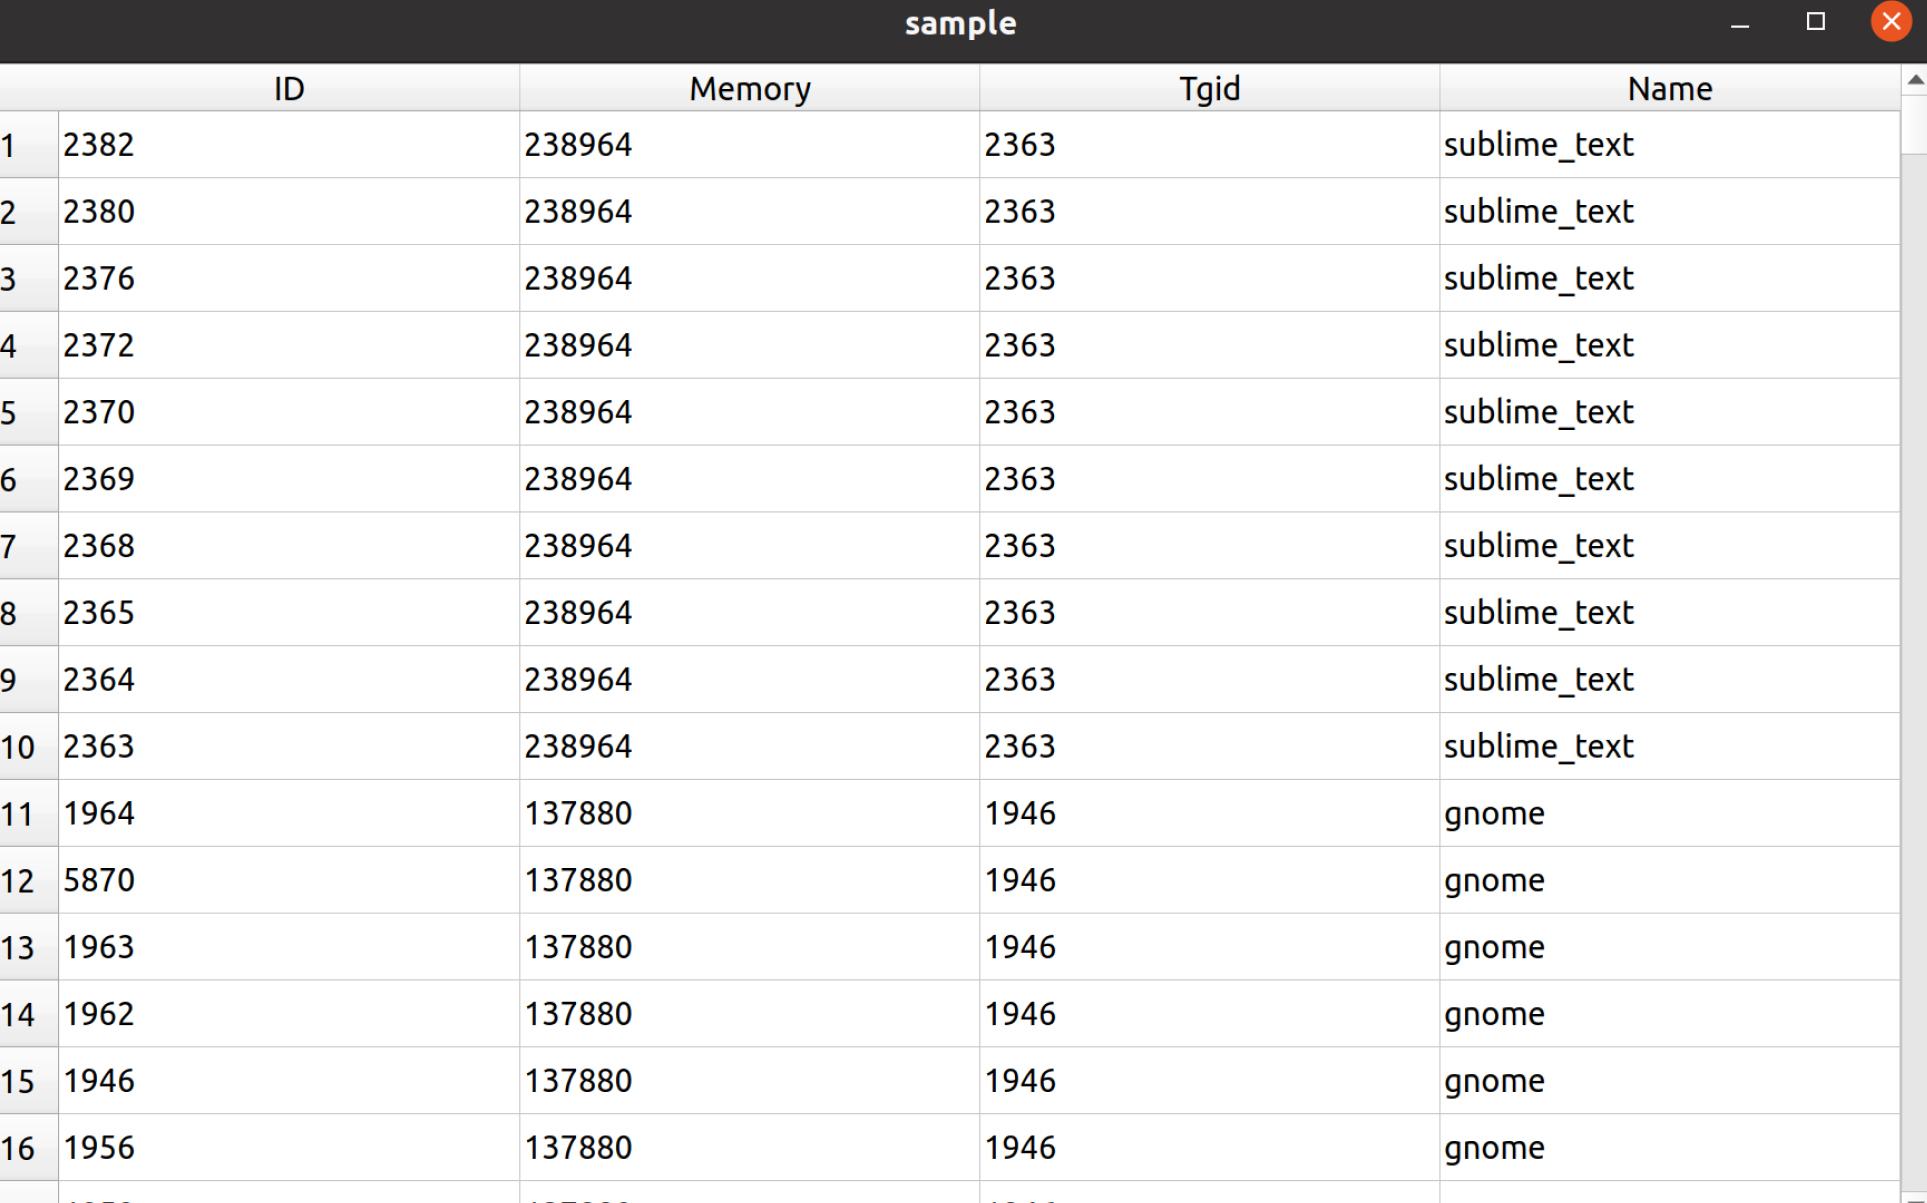 sample
ID Memory Tgid Name
1 2382 238964 2363 sublime_text
2 2380 238964 2363 sublime_text
3 2376 238964 2363 sublime_text
4 2372 238964 2363 sublime_text
5 2370 238964 2363 sublime_text
6 2369 238964 2363 sublime_text
7 2368 238964 2363 sublime_text
8 2365 238964 2363 sublime_text
9 2364 238964 2363 sublime_text
10 2363 238964 2363 sublime_text
11 1964 137880 1946 gnome
12 5870 137880 1946 gnome
13 1963 137880 1946 gnome
14 1962 137880 1946 gnome
15 1946 137880 1946 gnome
16 1956 137880 1946 gnome